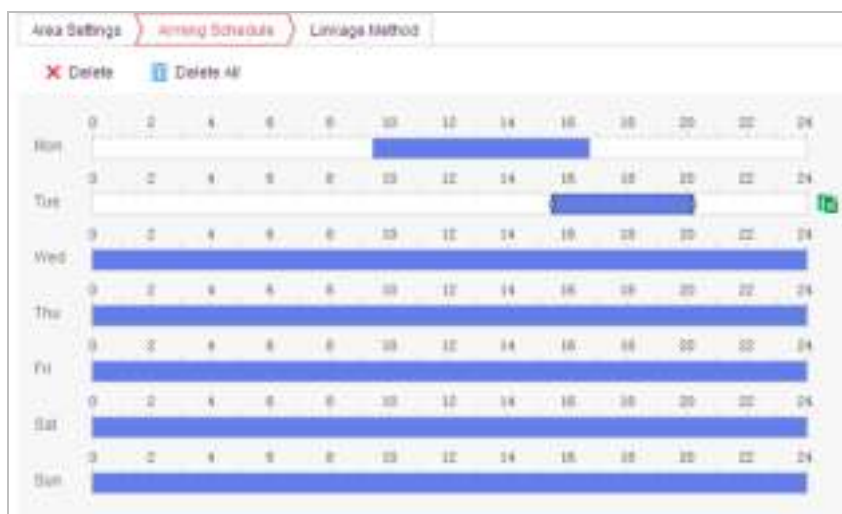 Area Settings Arming Schedule Linkage Method
Delete Delete All
0 2 4 6 8 10 12 14 16 18 20 22 24
Mon
0 2 4 6 8 10 12 14 16 18 20 22 24
Tue
0 2 4 6 8 10 12 14 16 18 20 22 24
Wed
0 2 4 6 8 10 12 14 16 18 20 22 24
Thu
0 2 4 6 8 10 12 14 16 18 20 22 24
Fri
0 2 4 6 8 10 12 14 16 18 20 22 24
Sat
0 2 4 6 8 10 12 14 16 18 20 22 24
Sun